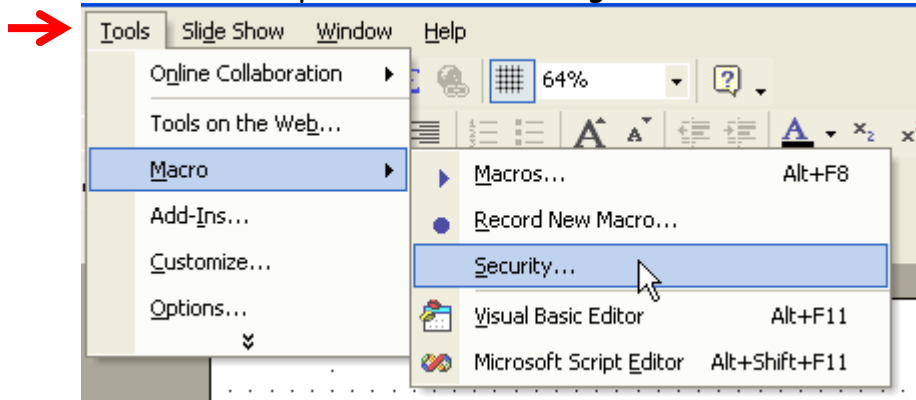 Tools Slide Show Window Help
Online Collaboration
64%
Tools on the Web...
A A A x2 x
Macro
Macros... Alt+F8
Add-Ins...
Record New Macro...
Customize...
Security...
Options...
Visual Basic Editor Alt+F11
Microsoft Script Editor Alt+Shift+F11